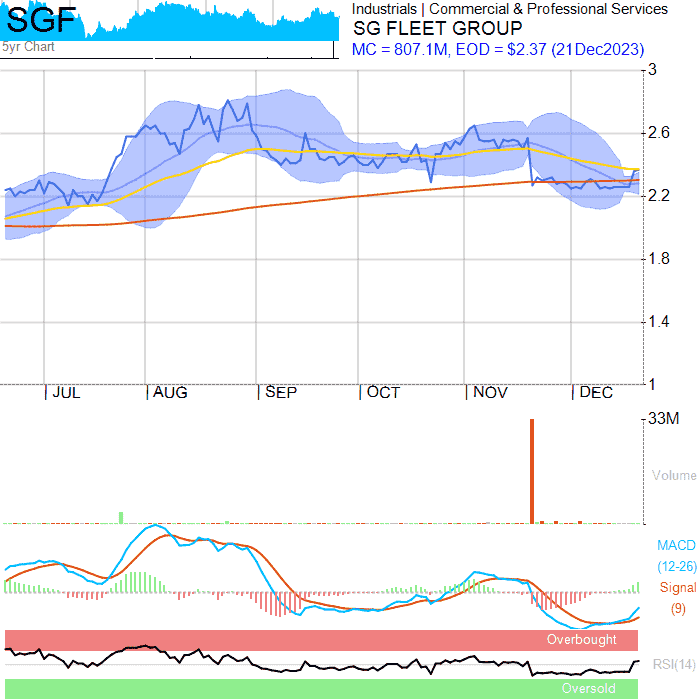 SGF
5yr Chart
Industrials | Commercial & Professional Services
SG FLEET GROUP
MC = 807.1M, EOD = $2.37 (21Dec2023)
3
2.6
2.2
1.8
1.4
1
JUL
AUG
SEP
OCT
NOV
DEC
33M
Volume
MACD
(12-26)
Signal
(9)
Overbought
RSI(14)
Oversold